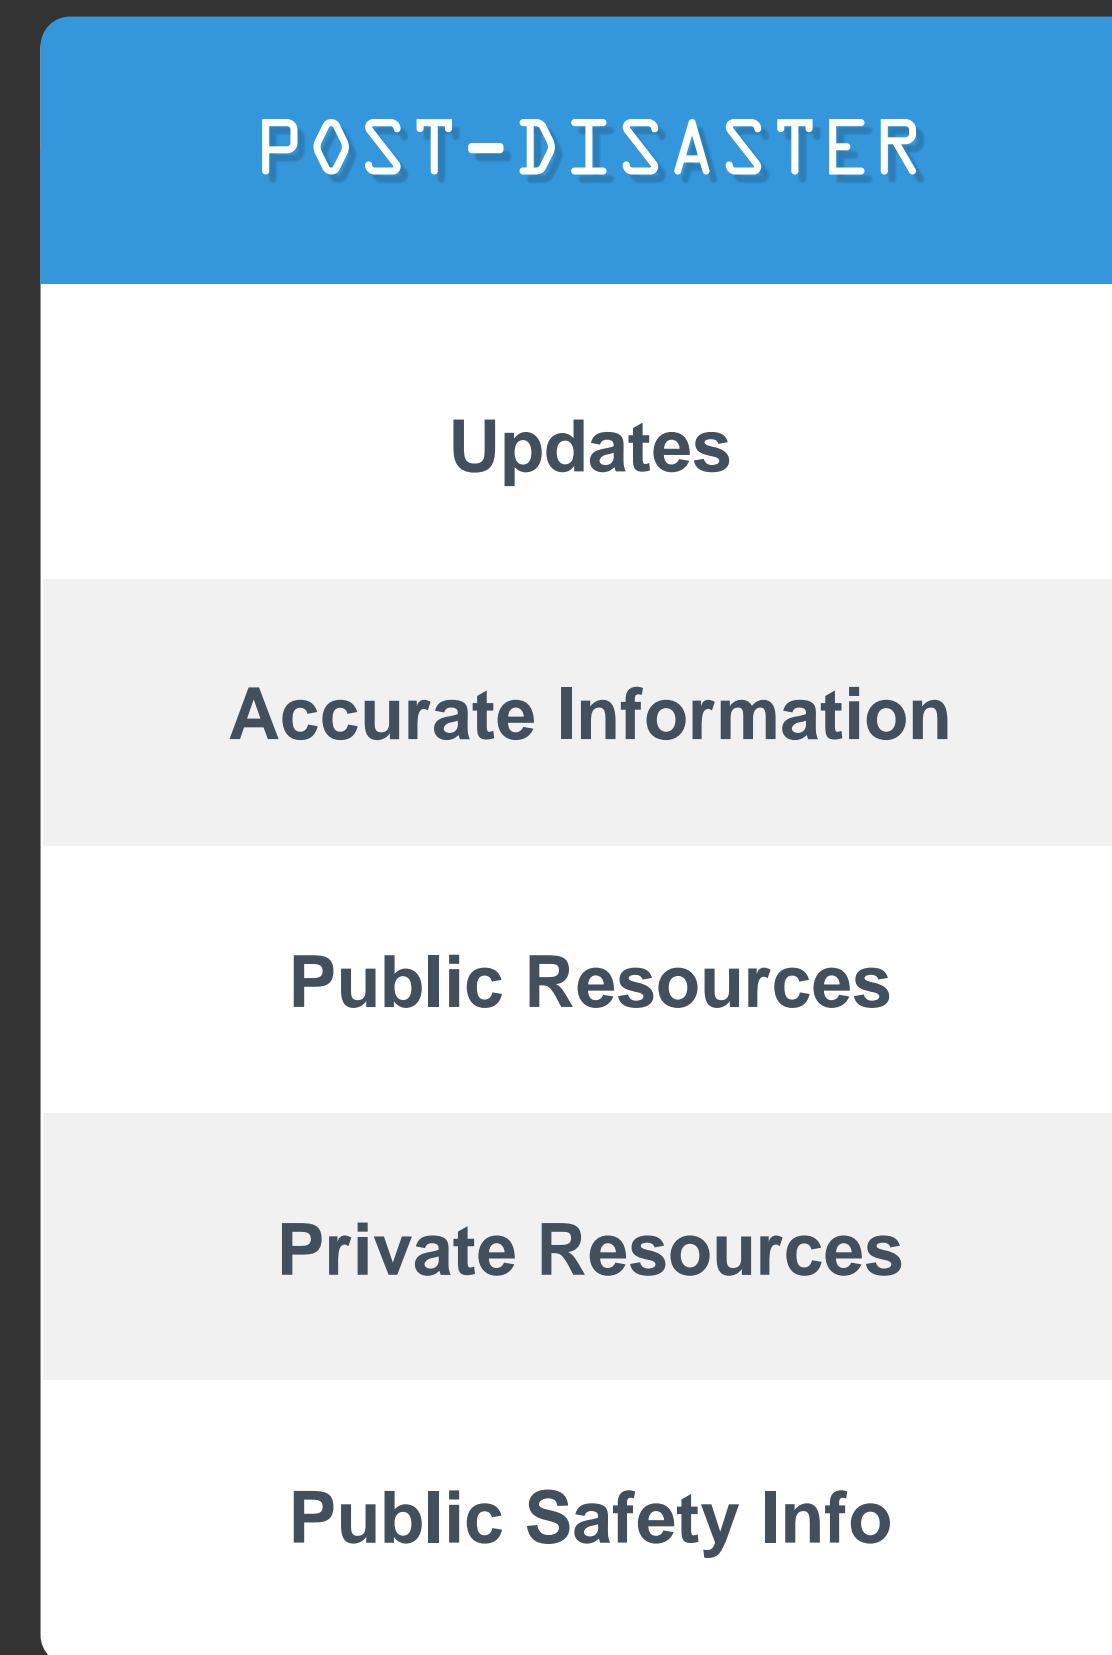 POST-DISASTER
Updates
Accurate Information
Public Resources
Private Resources
Public Safety Info